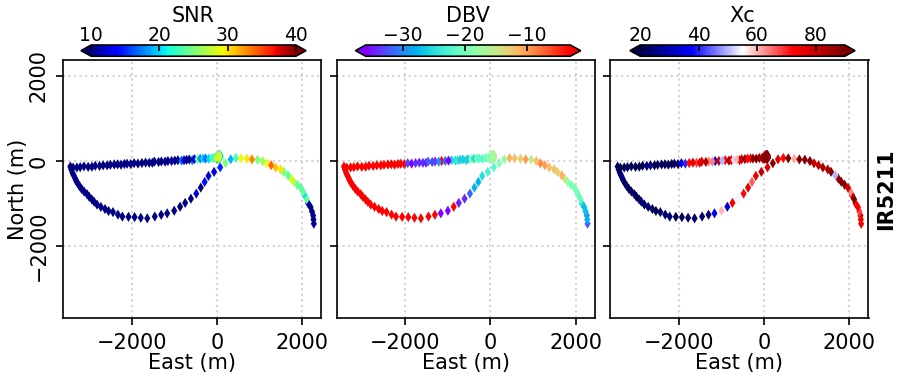 SNR
DBV
Xc
10 20 30 40
−30 −20 −10
20 40 60 80
2000
0
−2000
North (m)
−2000 0 2000
−2000 0 2000
−2000 0 2000
East (m)
East (m)
East (m)
IR5211